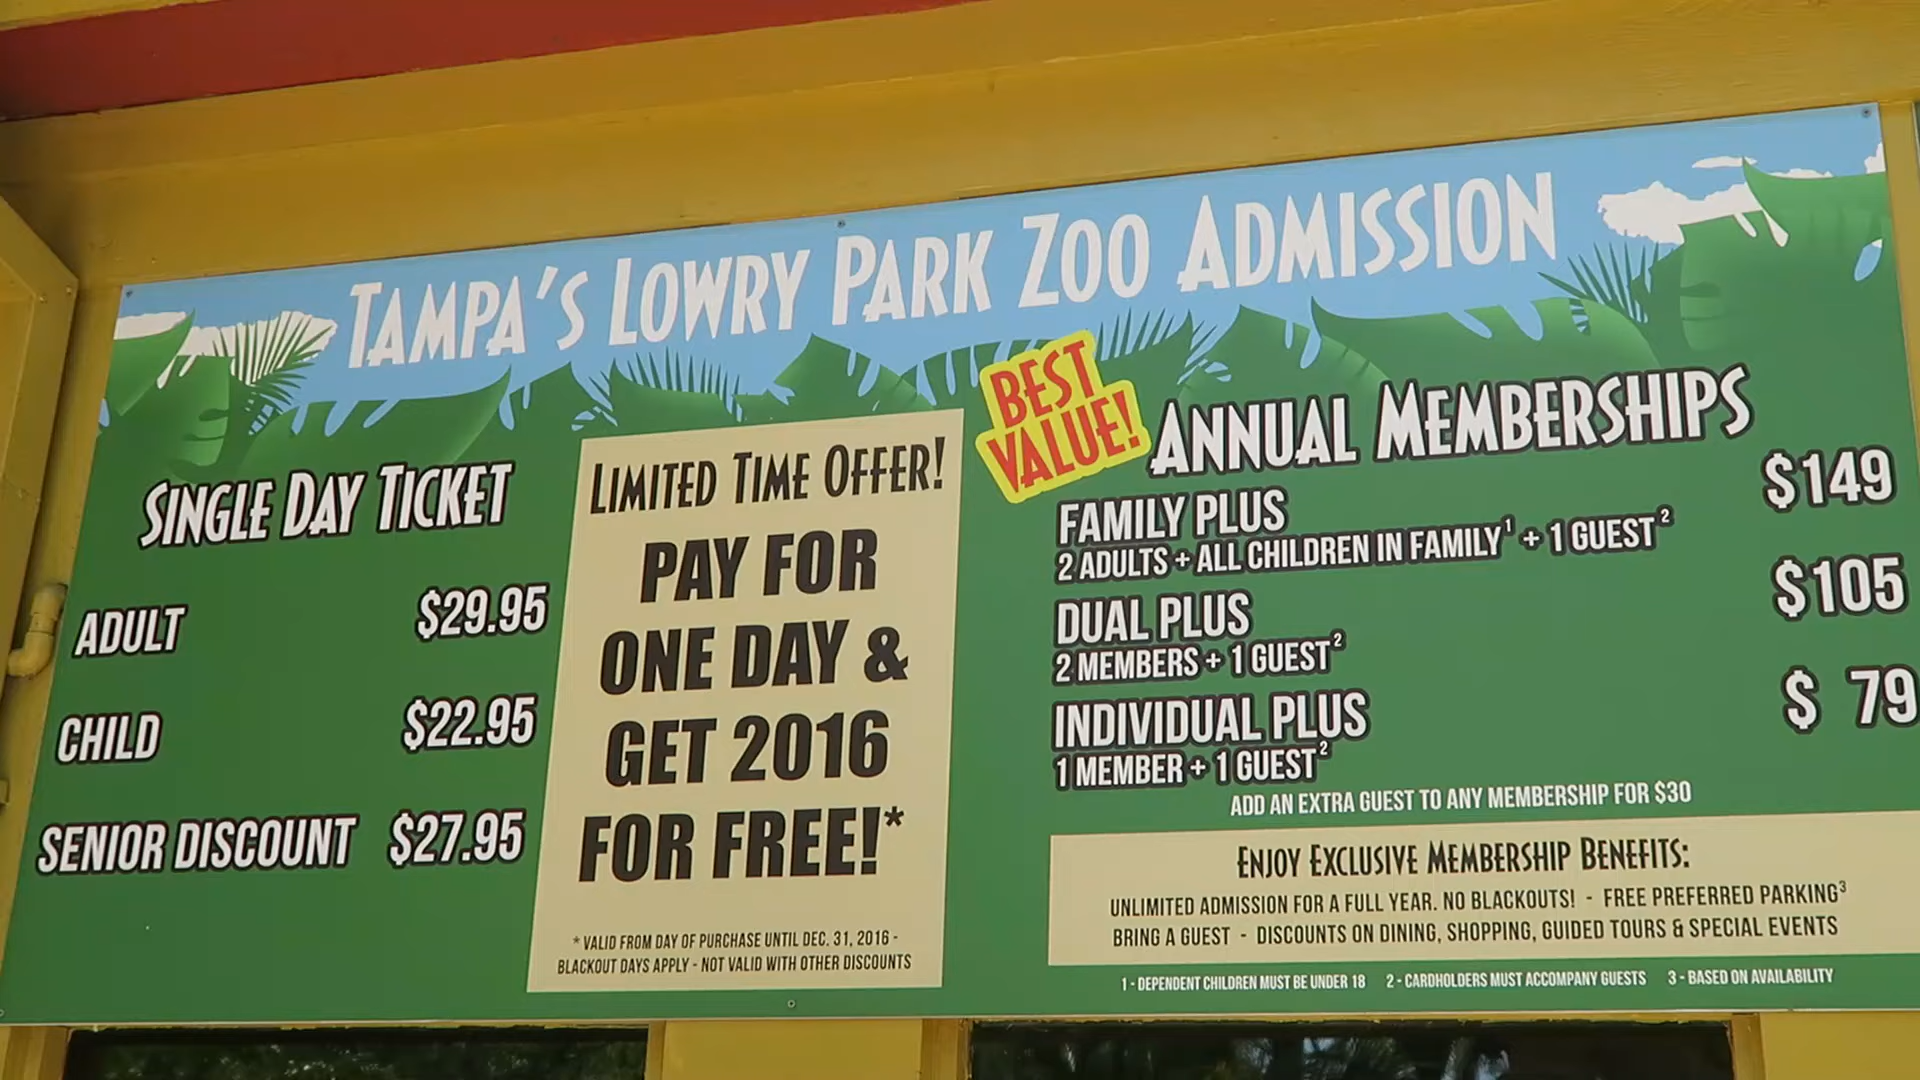 TAMPA'S LOWRY PARK ZOO ADMISSION
SINGLE DAY TICKET
ADULT $29.95
CHILD $22.95
SENIOR DISCOUNT $27.95
LIMITED TIME OFFER!
PAY FOR
ONE DAY &
GET 2016
FOR FREE!*
* VALID FROM DAY OF PURCHASE UNTIL DEC. 31, 2016 -
BLACKOUT DAYS APPLY - NOT VALID WITH OTHER DISCOUNTS
BEST
VALUE!
ANNUAL MEMBERSHIPS
FAMILY PLUS $149
2 ADULTS + ALL CHILDREN IN FAMILY¹ + 1 GUEST²
DUAL PLUS $105
2 MEMBERS + 1 GUEST²
INDIVIDUAL PLUS $ 79
1 MEMBER + 1 GUEST²
ADD AN EXTRA GUEST TO ANY MEMBERSHIP FOR $30
ENJOY EXCLUSIVE MEMBERSHIP BENEFITS:
UNLIMITED ADMISSION FOR A FULL YEAR. NO BLACKOUTS! - FREE PREFERRED PARKING³
BRING A GUEST - DISCOUNTS ON DINING, SHOPPING, GUIDED TOURS & SPECIAL EVENTS
1 - DEPENDENT CHILDREN MUST BE UNDER 18 2 - CARDHOLDERS MUST ACCOMPANY GUESTS 3 - BASED ON AVAILABILITY